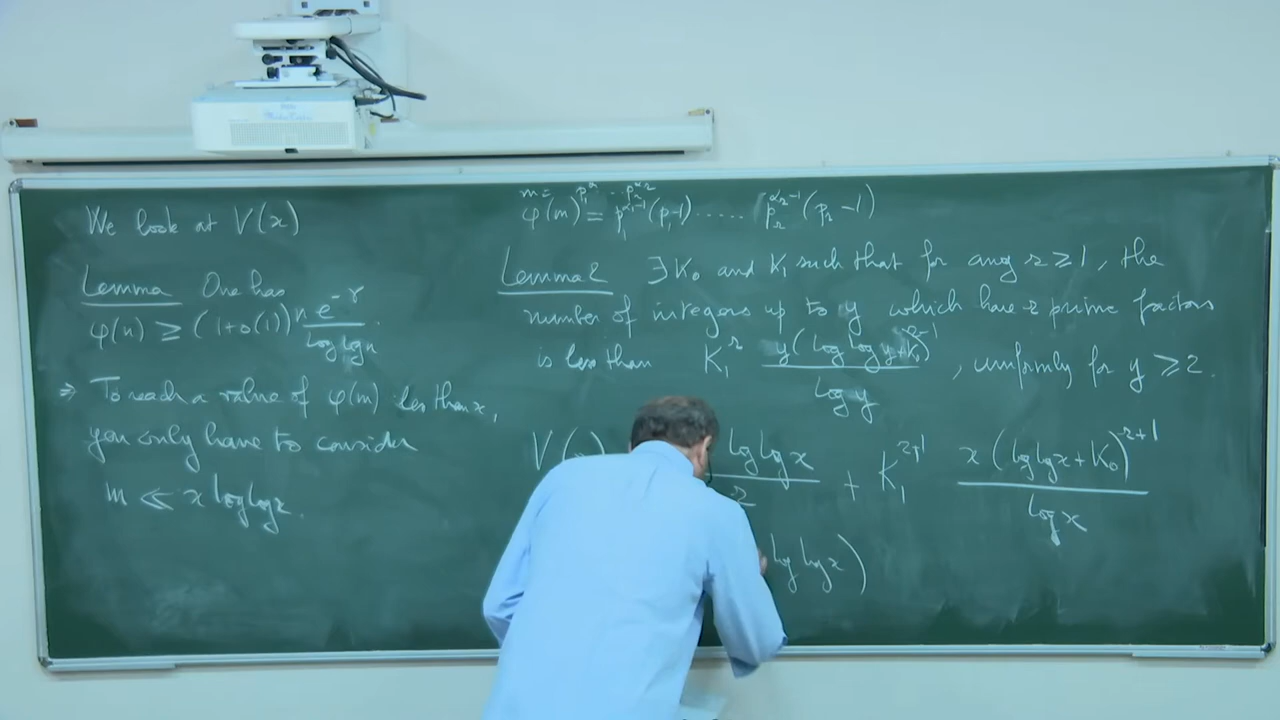 We look at V(x)
Lemma One has
φ(n) ≥ (1+o(1)) n e^{-γ} / log log n
⇒ To reach a value of φ(m) less than x,
you only have to consider
m ≪ x log log x.
m = p_1^{α_1} ... p_r^{α_r}
φ(m) = p_1^{α_1-1}(p_1-1) ...... p_r^{α_r-1}(p_r-1)
Lemma 2 ∃ K_0 and K_1 such that for any r ≥ 1, the
number of integers up to y which have r prime factors
is less than K_1^r y(log log y + K_0)^{r-1} / log y, uniformly for y ≥ 2.
V( log log x / 2^r + K_1^{r+1} x(log log x + K_0)^{r+1} / log x
log log x)